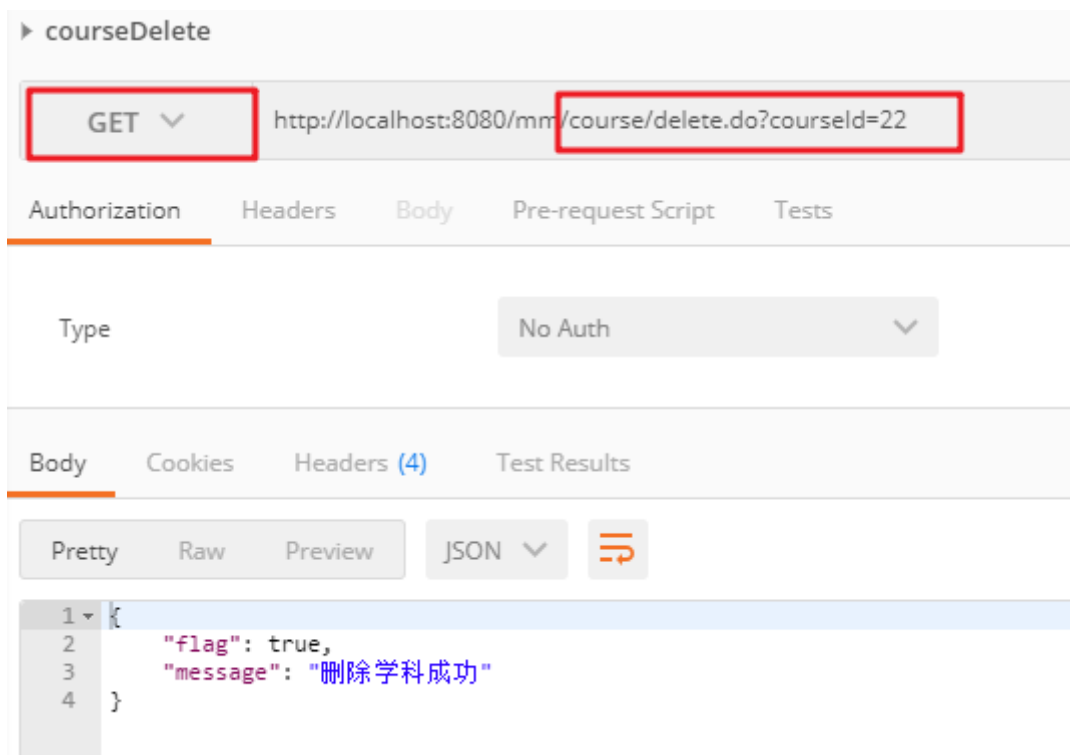 courseDelete
GET http://localhost:8080/mm/course/delete.do?courseId=22
Authorization Headers Body Pre-request Script Tests
Type No Auth
Body Cookies Headers (4) Test Results
Pretty Raw Preview JSON
1 {
2 "flag": true,
3 "message": "删除学科成功"
4 }